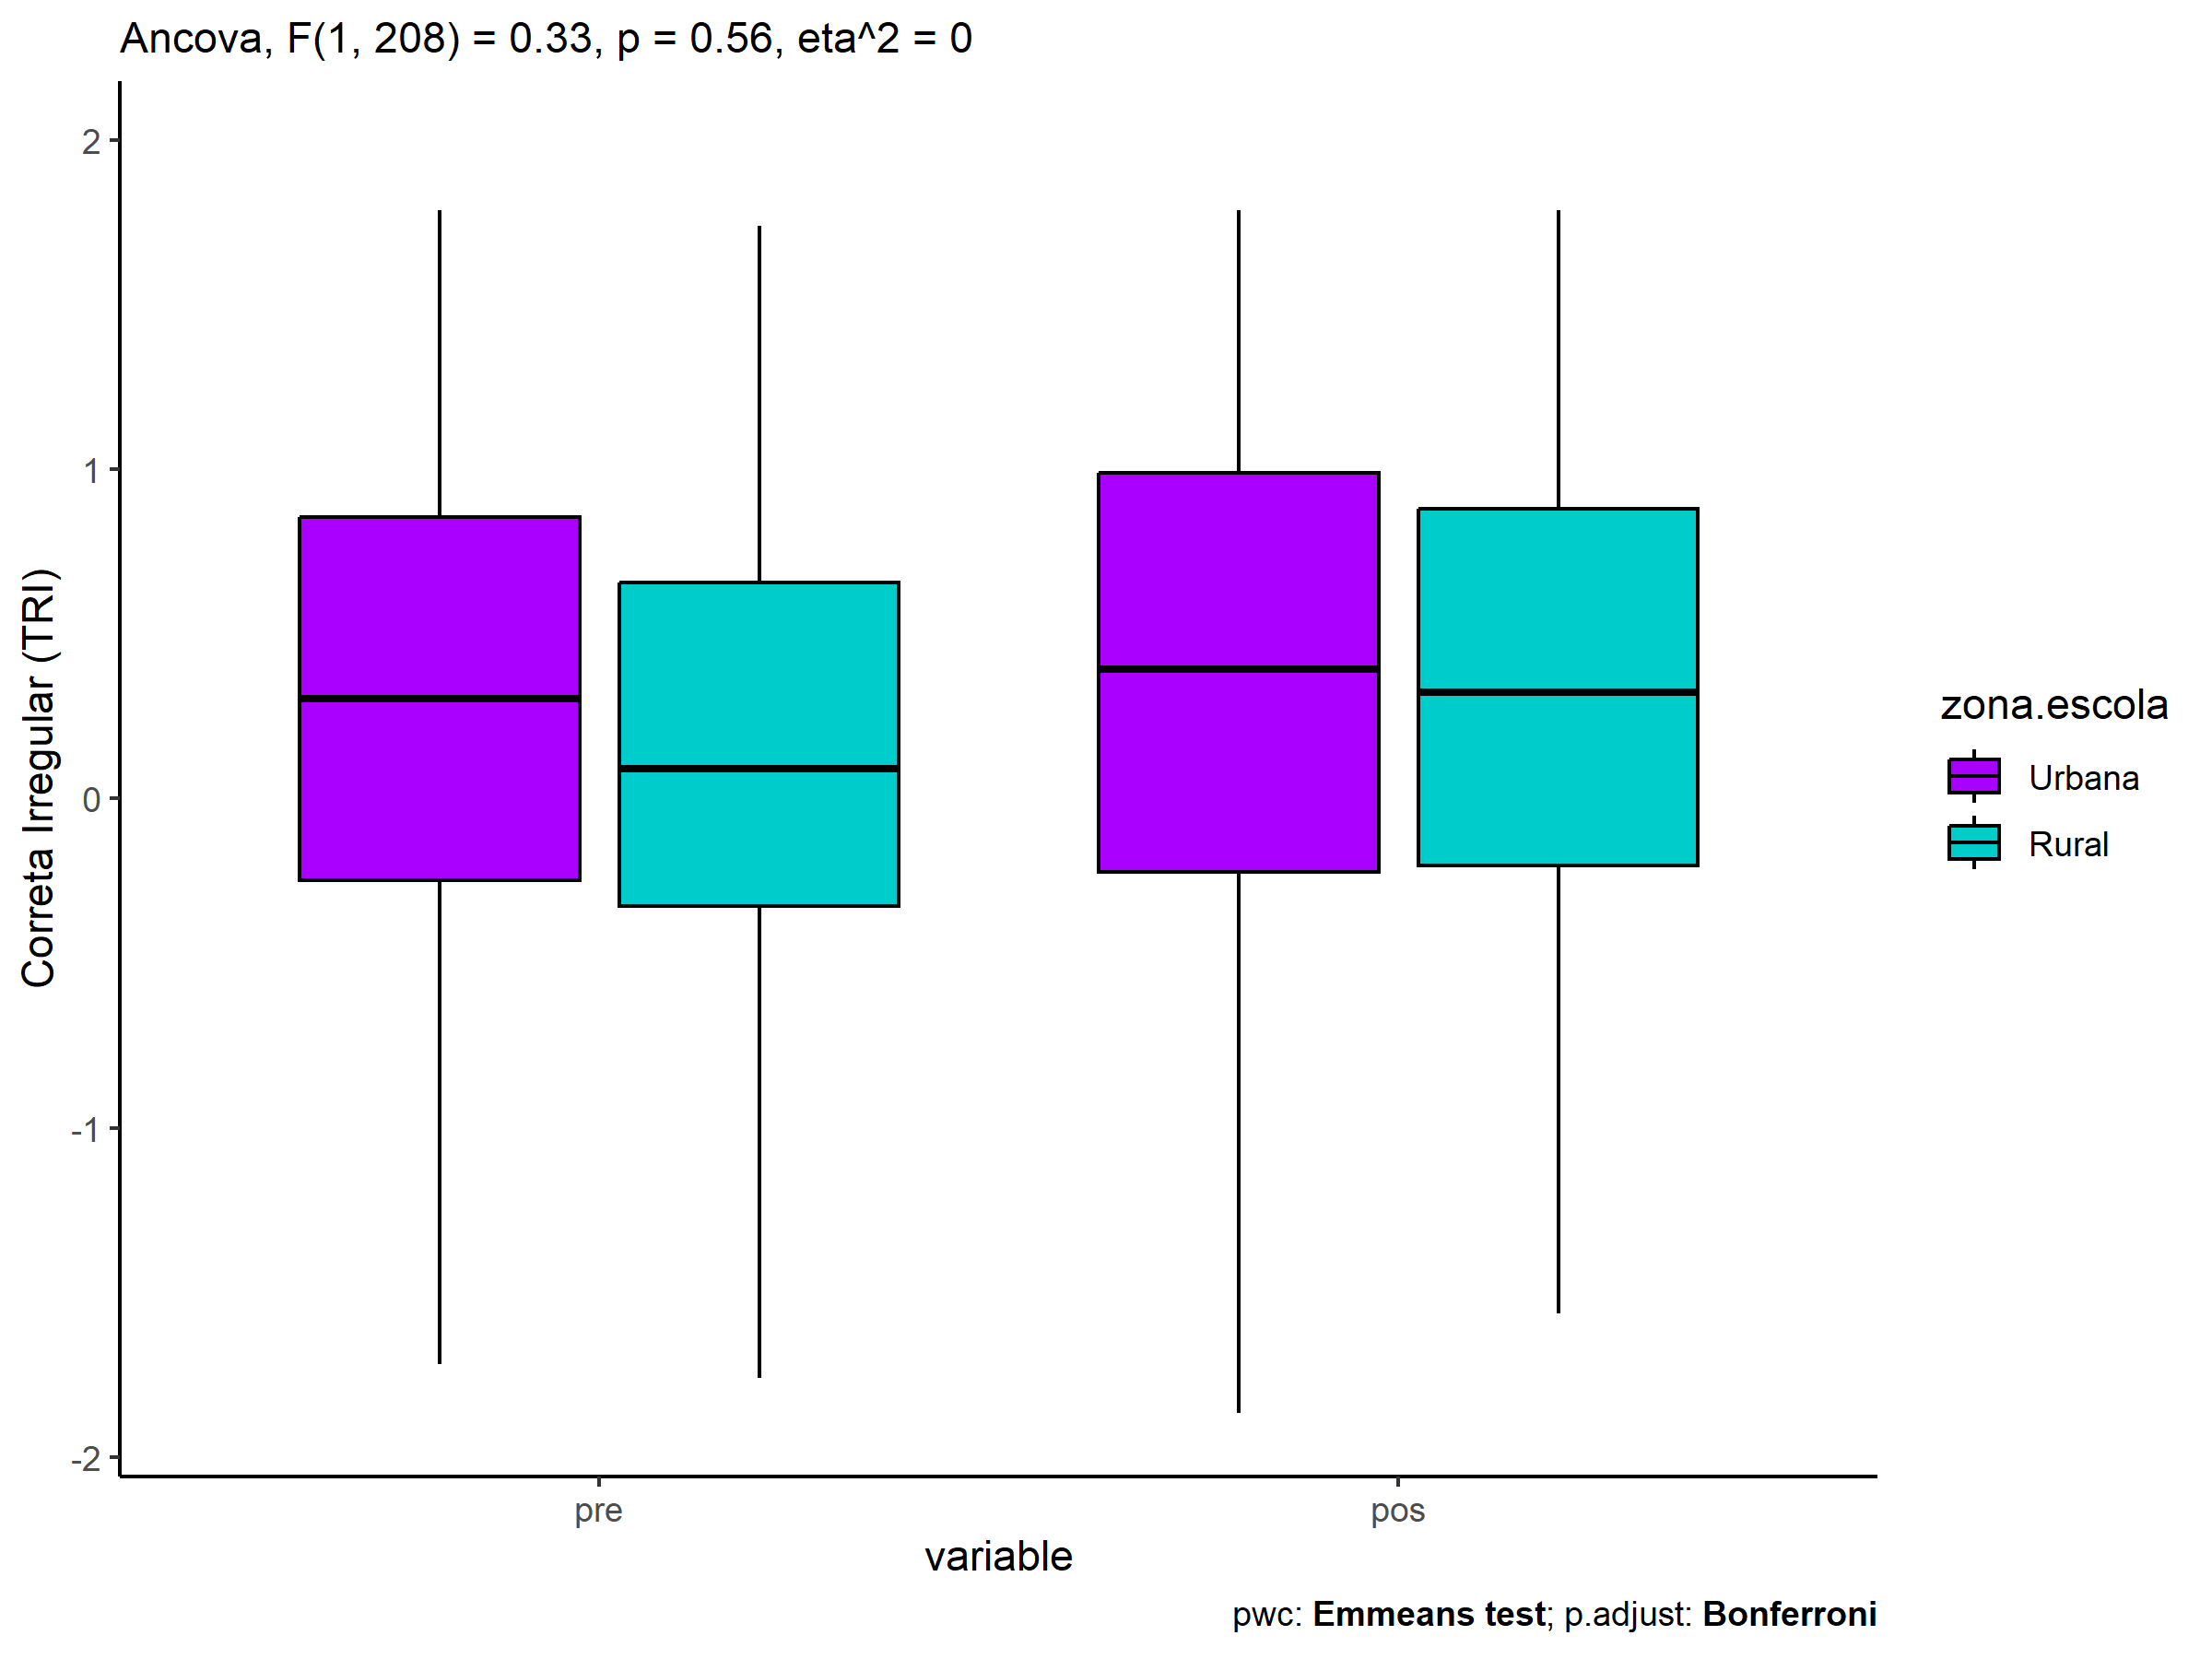 Ancova, F(1, 208) = 0.33, p = 0.56, eta^2 = 0
2
1
0
-1
-2
Correta Irregular (TRI)
pre
pos
variable
zona.escola
Urbana
Rural
pwc: Emmeans test; p.adjust: Bonferroni